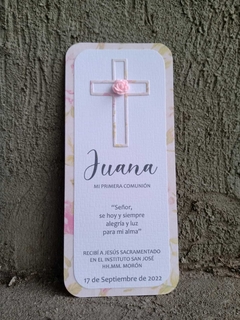 Juana
MI PRIMERA COMUNIÓN
"Señor,
se hoy y siempre
alegría y luz
para mi alma"
RECIBÍ A JESÚS SACRAMENTADO
EN EL INSTITUTO SAN JOSÉ
HH.MM. MORÓN
17 de Septiembre de 2022